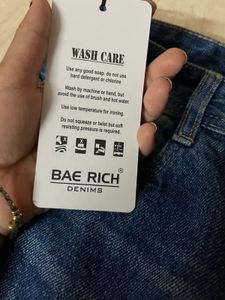 WASH CARE
Use any good soap, do not use
hard detergent or chlorine
Wash by machine or hand, but
avoid the use of brush and hot water.
Use low temperature for ironing.
Do not squeeze or twist but soft
resisting pressure is required.
BAE RICH®
DENIMS